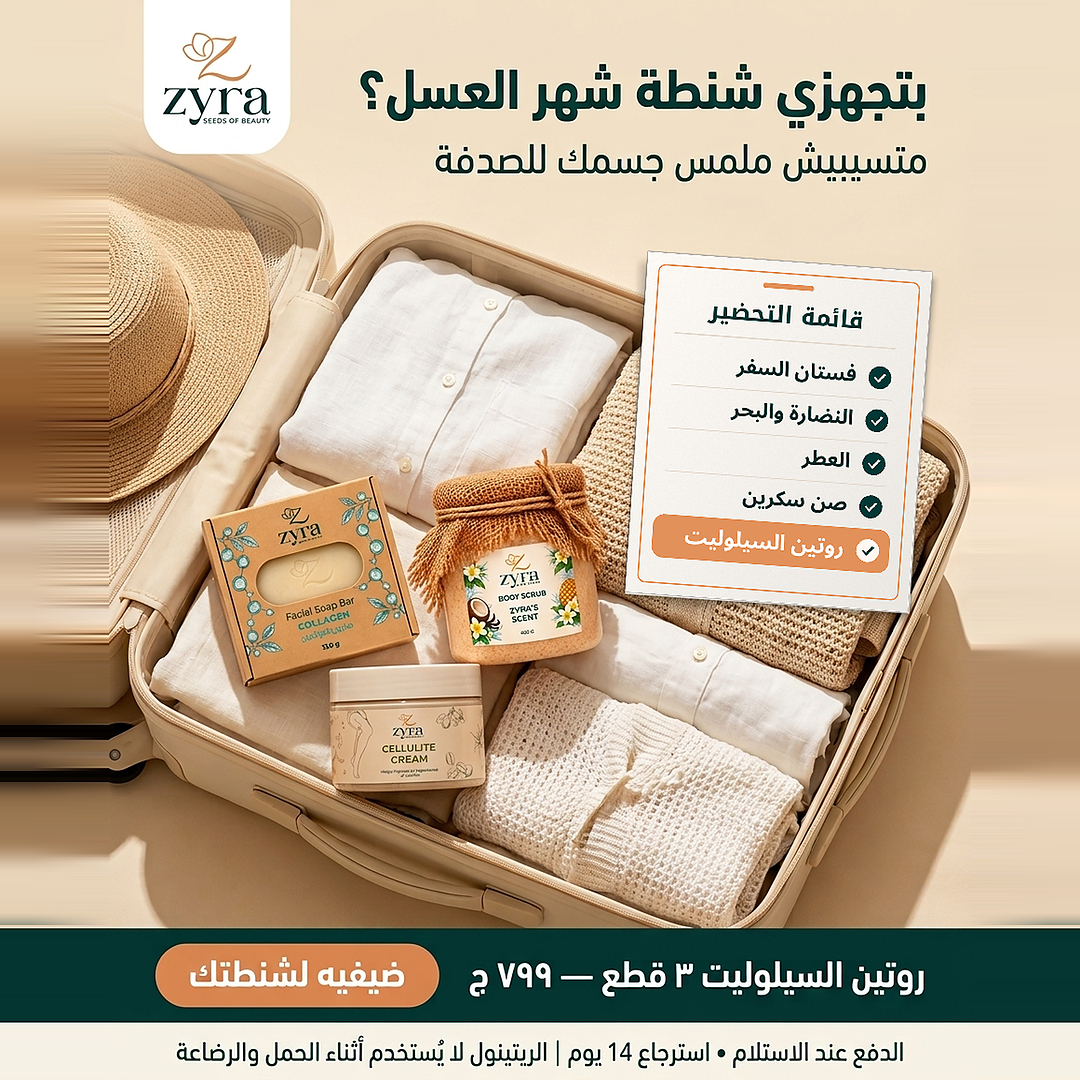 zyra
SEEDS OF BEAUTY
بتجهزي شنطة شهر العسل؟
متسيبيش ملمس جسمك للصدفة
قائمة التحضير
فستان السفر
النضارة والبحر
العطر
صن سكرين
روتين السيلوليت
zyra
Facial Soap Bar
COLLAGEN
110 g
zyra
BODY SCRUB
ZYRA'S
SCENT
400 G
zyra
CELLULITE
CREAM
روتين السيلوليت ٣ قطع — ٧٩٩ ج
ضيفيه لشنطتك
الدفع عند الاستلام • استرجاع 14 يوم | الريتينول لا يُستخدم أثناء الحمل والرضاعة